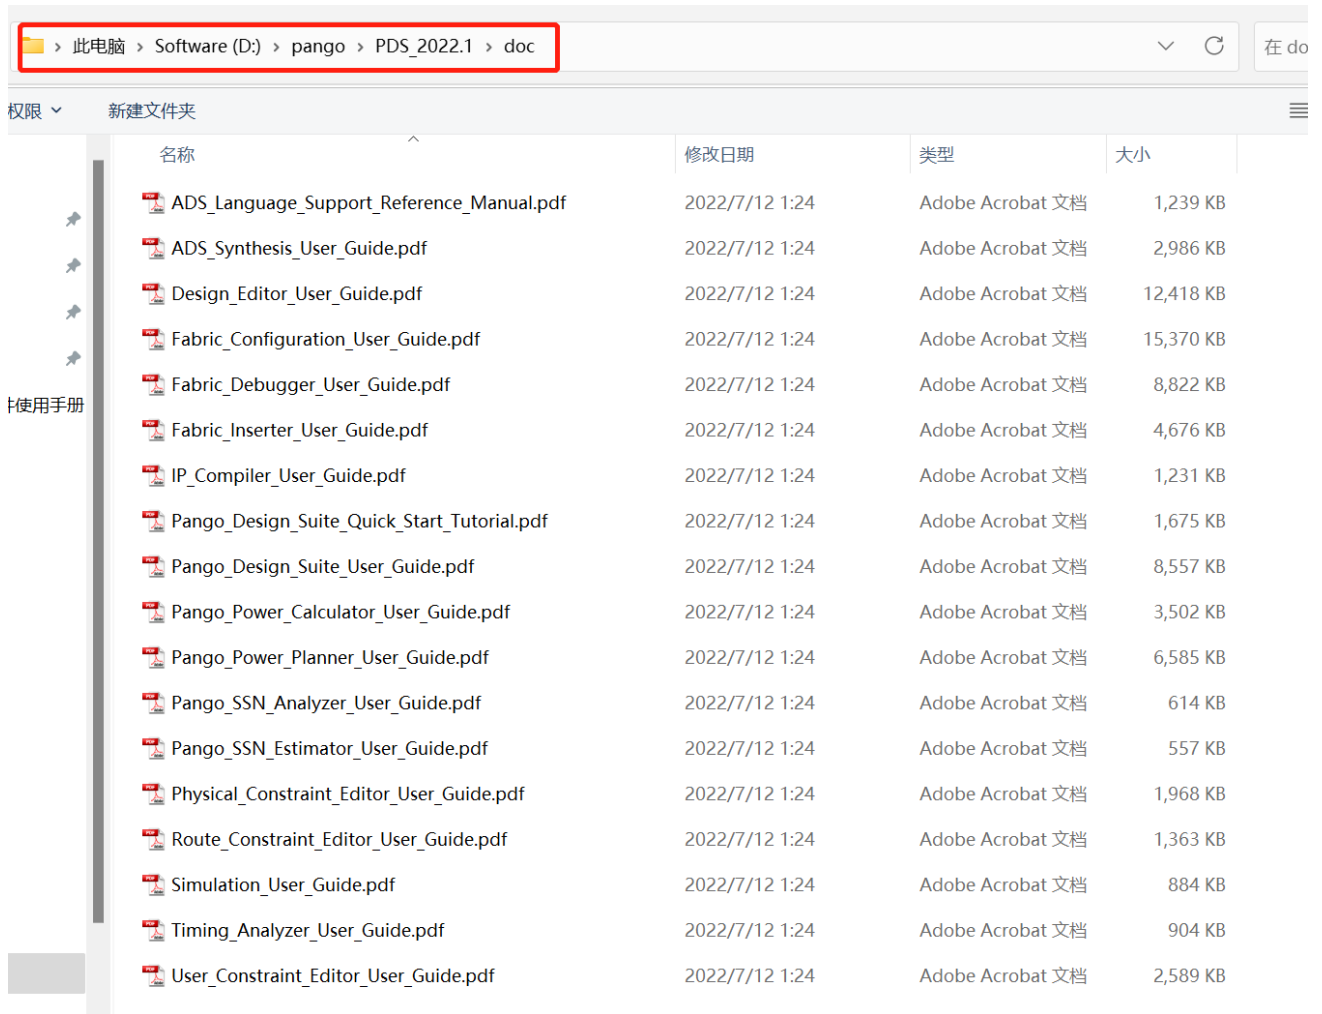 此电脑 > Software (D:) > pango > PDS_2022.1 > doc
在 do
权限 新建文件夹
名称 修改日期 类型 大小
ADS_Language_Support_Reference_Manual.pdf 2022/7/12 1:24 Adobe Acrobat 文档 1,239 KB
ADS_Synthesis_User_Guide.pdf 2022/7/12 1:24 Adobe Acrobat 文档 2,986 KB
Design_Editor_User_Guide.pdf 2022/7/12 1:24 Adobe Acrobat 文档 12,418 KB
Fabric_Configuration_User_Guide.pdf 2022/7/12 1:24 Adobe Acrobat 文档 15,370 KB
Fabric_Debugger_User_Guide.pdf 2022/7/12 1:24 Adobe Acrobat 文档 8,822 KB
件使用手册
Fabric_Inserter_User_Guide.pdf 2022/7/12 1:24 Adobe Acrobat 文档 4,676 KB
IP_Compiler_User_Guide.pdf 2022/7/12 1:24 Adobe Acrobat 文档 1,231 KB
Pango_Design_Suite_Quick_Start_Tutorial.pdf 2022/7/12 1:24 Adobe Acrobat 文档 1,675 KB
Pango_Design_Suite_User_Guide.pdf 2022/7/12 1:24 Adobe Acrobat 文档 8,557 KB
Pango_Power_Calculator_User_Guide.pdf 2022/7/12 1:24 Adobe Acrobat 文档 3,502 KB
Pango_Power_Planner_User_Guide.pdf 2022/7/12 1:24 Adobe Acrobat 文档 6,585 KB
Pango_SSN_Analyzer_User_Guide.pdf 2022/7/12 1:24 Adobe Acrobat 文档 614 KB
Pango_SSN_Estimator_User_Guide.pdf 2022/7/12 1:24 Adobe Acrobat 文档 557 KB
Physical_Constraint_Editor_User_Guide.pdf 2022/7/12 1:24 Adobe Acrobat 文档 1,968 KB
Route_Constraint_Editor_User_Guide.pdf 2022/7/12 1:24 Adobe Acrobat 文档 1,363 KB
Simulation_User_Guide.pdf 2022/7/12 1:24 Adobe Acrobat 文档 884 KB
Timing_Analyzer_User_Guide.pdf 2022/7/12 1:24 Adobe Acrobat 文档 904 KB
User_Constraint_Editor_User_Guide.pdf 2022/7/12 1:24 Adobe Acrobat 文档 2,589 KB